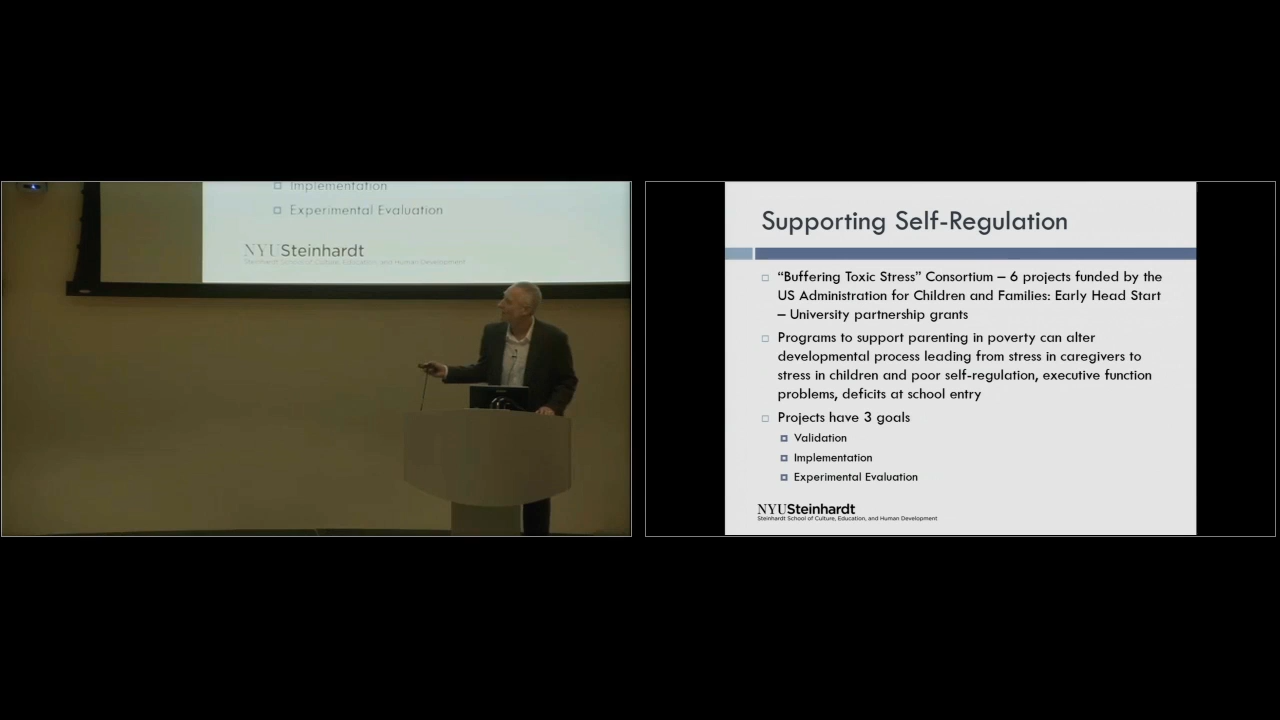 Implementation
Experimental Evaluation
NYUSteinhardt
Steinhardt School of Culture, Education, and Human Development
Supporting Self-Regulation
“Buffering Toxic Stress” Consortium – 6 projects funded by the
US Administration for Children and Families: Early Head Start
– University partnership grants
Programs to support parenting in poverty can alter
developmental process leading from stress in caregivers to
stress in children and poor self-regulation, executive function
problems, deficits at school entry
Projects have 3 goals
Validation
Implementation
Experimental Evaluation
NYUSteinhardt
Steinhardt School of Culture, Education, and Human Development